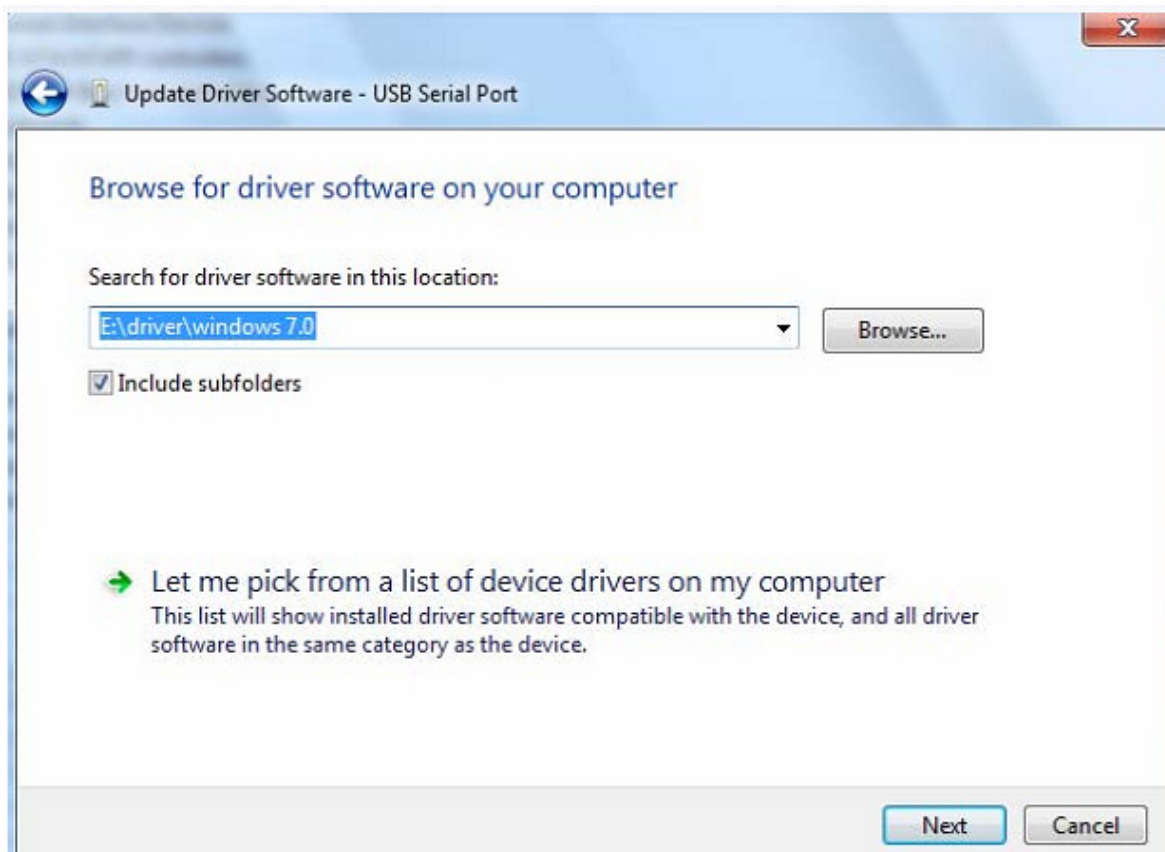 Update Driver Software - USB Serial Port
Browse for driver software on your computer
Search for driver software in this location:
E:\driver\windows 7.0
Browse...
Include subfolders
Let me pick from a list of device drivers on my computer
This list will show installed driver software compatible with the device, and all driver
software in the same category as the device.
Next
Cancel